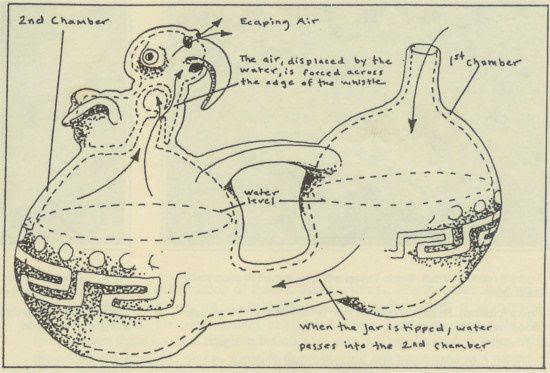 2nd Chamber
Ecaping Air
The air, displaced by the
water, is forced across
the edge of the whistle
1st Chamber
water
level
When the jar is tipped, water
passes into the 2nd chamber